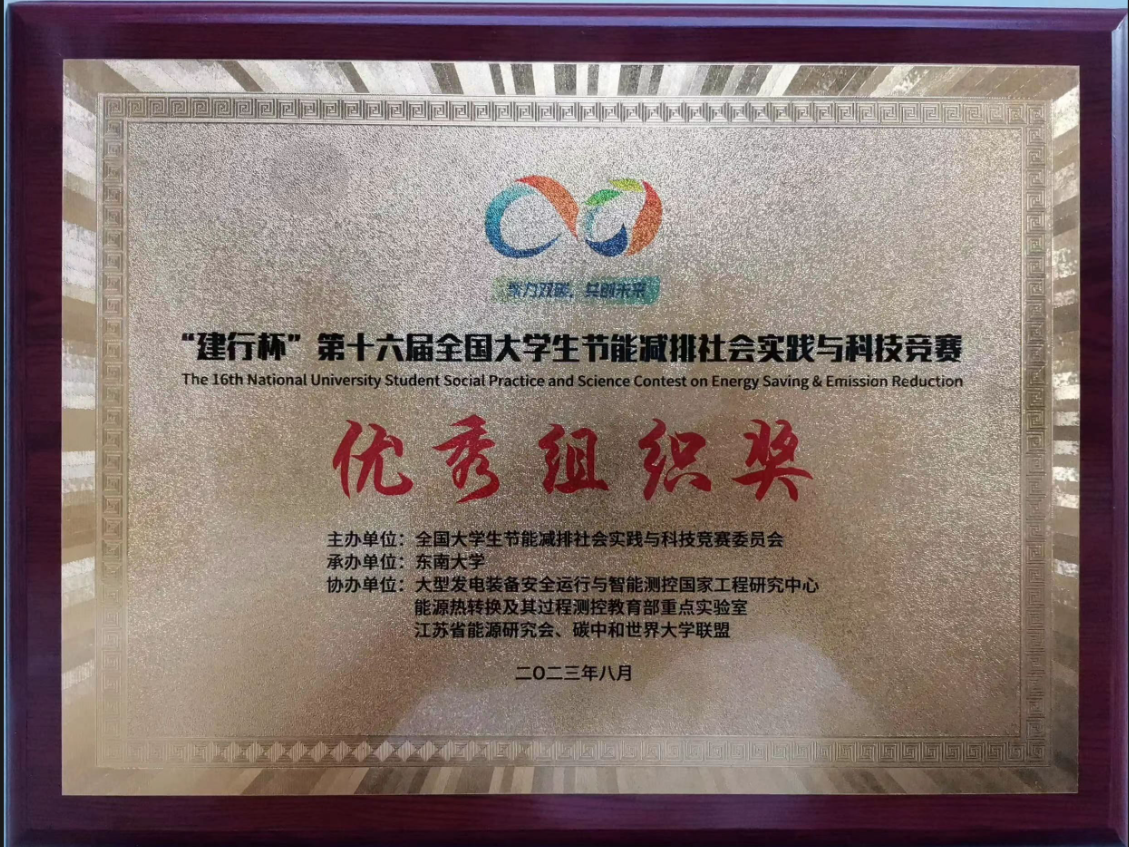 聚力双碳，共创未来
“建行杯”第十六届全国大学生节能减排社会实践与科技竞赛
The 16th National University Student Social Practice and Science Contest on Energy Saving & Emission Reduction
优秀组织奖
主办单位：全国大学生节能减排社会实践与科技竞赛委员会
承办单位：东南大学
协办单位：大型发电装备安全运行与智能测控国家工程研究中心
能源热转换及其过程测控教育部重点实验室
江苏省能源研究会、碳中和世界大学联盟
二〇二三年八月